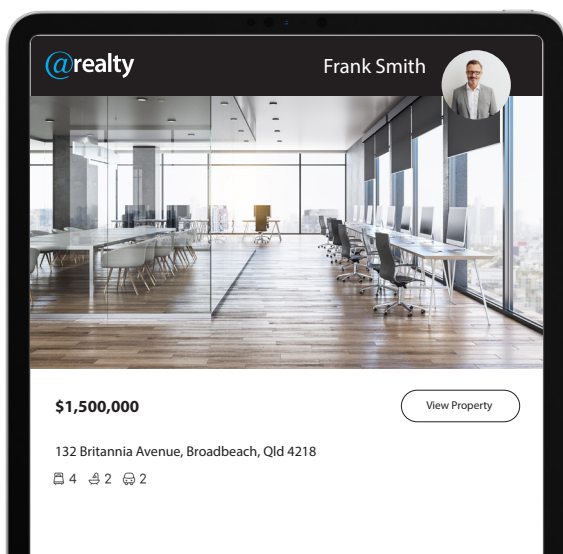 @realty
Frank Smith
$1,500,000
View Property
132 Britannia Avenue, Broadbeach, Qld 4218
4 2 2